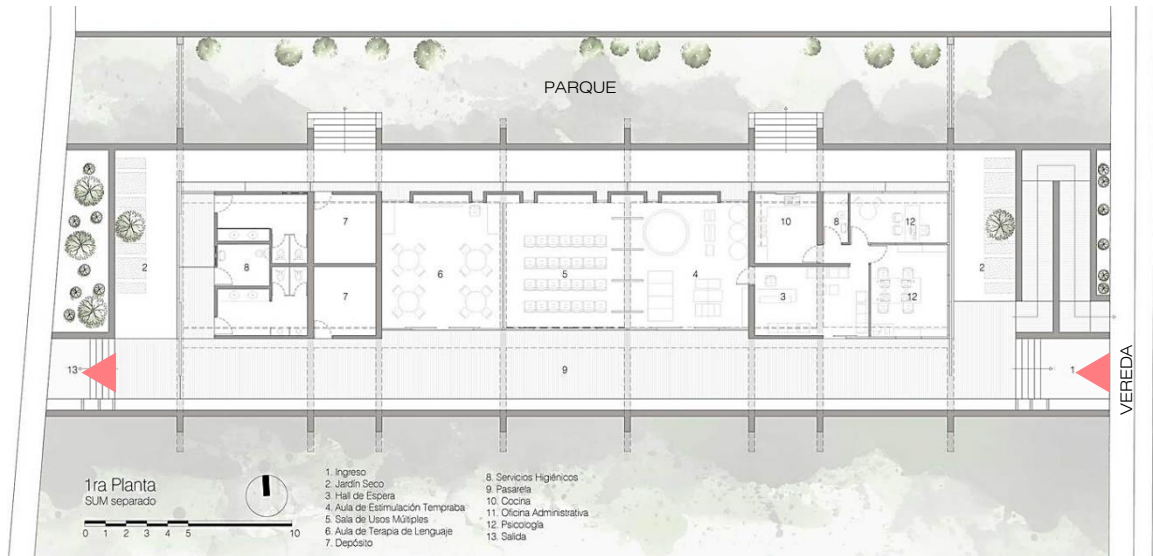 PARQUE
7
10
8
12
2
8
6
5
4
2
7
3
12
13
9
1
VEREDA
1ra Planta
SUM separado
0 1 2 3 4 5 10
1. Ingreso
2. Jardín Seco
3. Hall de Espera
4. Aula de Estimulación Tempraba
5. Sala de Usos Múltiples
6. Aula de Terapia de Lenguaje
7. Depósito
8. Servicios Higiénicos
9. Pasarela
10. Cocina
11. Oficina Administrativa
12. Psicología
13. Salida